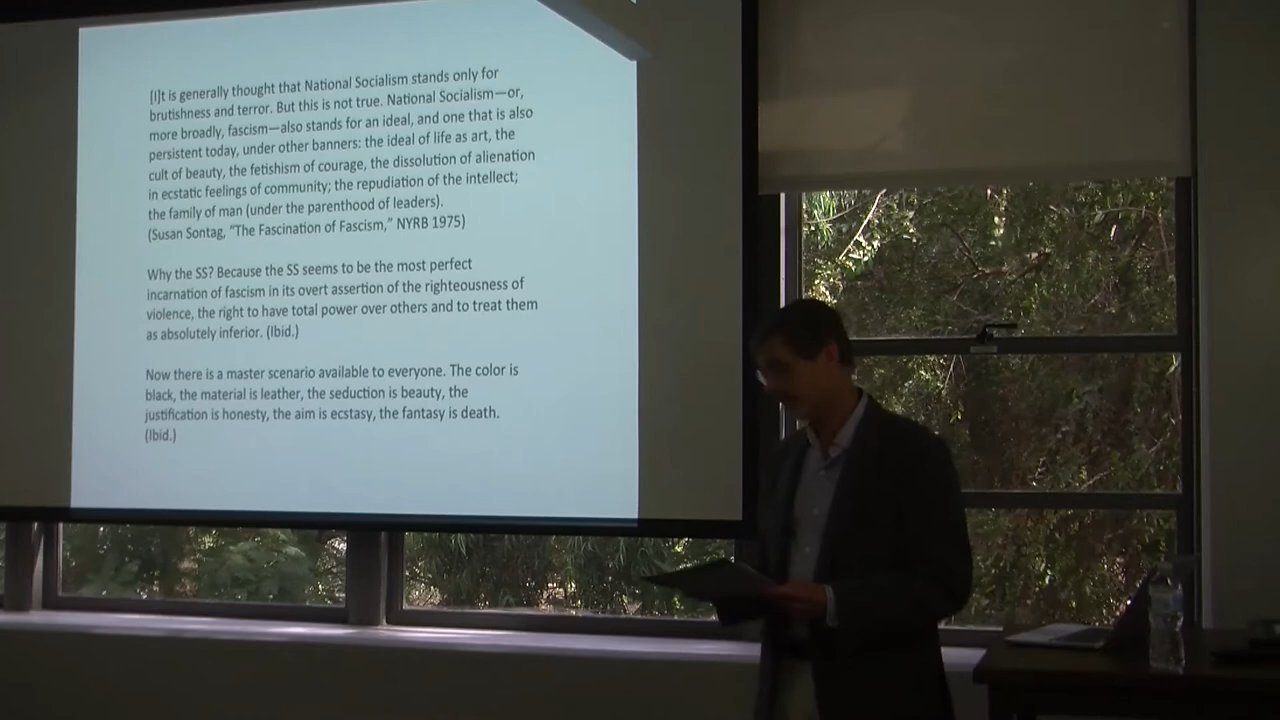 [I]t is generally thought that National Socialism stands only for
brutishness and terror. But this is not true. National Socialism—or,
more broadly, fascism—also stands for an ideal, and one that is also
persistent today, under other banners: the ideal of life as art, the
cult of beauty, the fetishism of courage, the dissolution of alienation
in ecstatic feelings of community; the repudiation of the intellect;
the family of man (under the parenthood of leaders).
(Susan Sontag, “The Fascination of Fascism,” NYRB 1975)
Why the SS? Because the SS seems to be the most perfect
incarnation of fascism in its overt assertion of the righteousness of
violence, the right to have total power over others and to treat them
as absolutely inferior. (Ibid.)
Now there is a master scenario available to everyone. The color is
black, the material is leather, the seduction is beauty, the
justification is honesty, the aim is ecstasy, the fantasy is death.
(Ibid.)